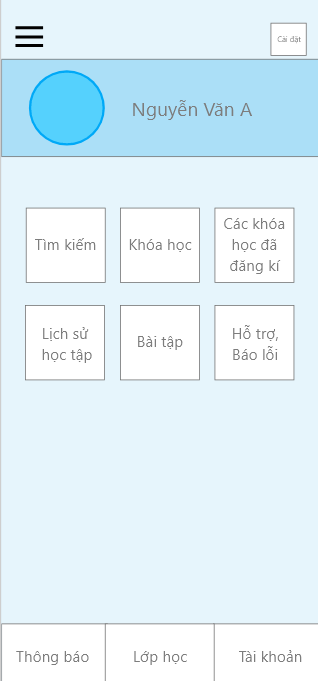 Cài đặt
Nguyễn Văn A
Tìm kiếm
Khóa học
Các khóa
học đã
đăng kí
Lịch sử
học tập
Bài tập
Hỗ trợ,
Báo lỗi
Thông báo
Lớp học
Tài khoản